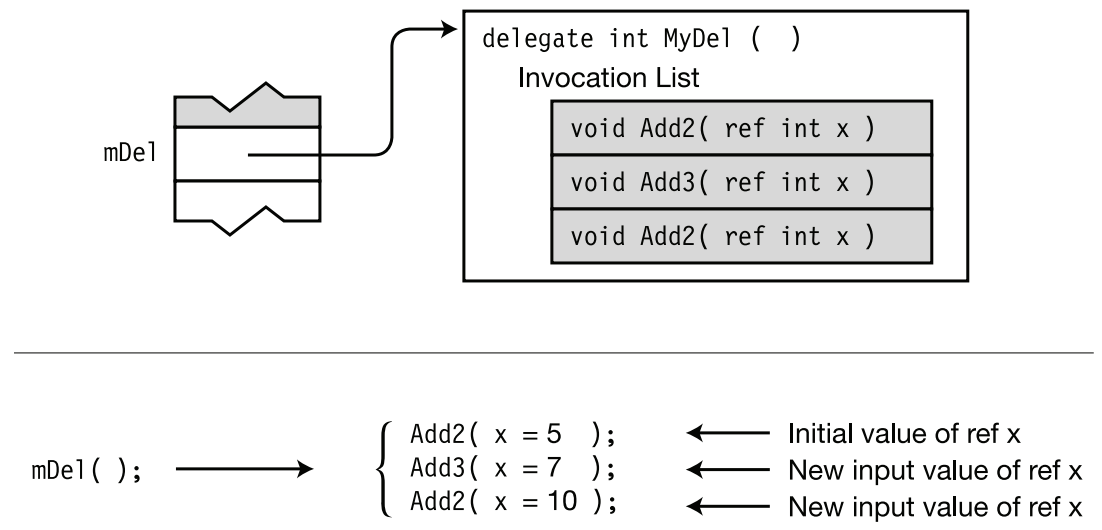 delegate int MyDel ( )
Invocation List
void Add2( ref int x )
mDel
void Add3( ref int x )
void Add2( ref int x )
mDel( );
Add2( x = 5 );
Initial value of ref x
Add3( x = 7 );
New input value of ref x
Add2( x = 10 );
New input value of ref x